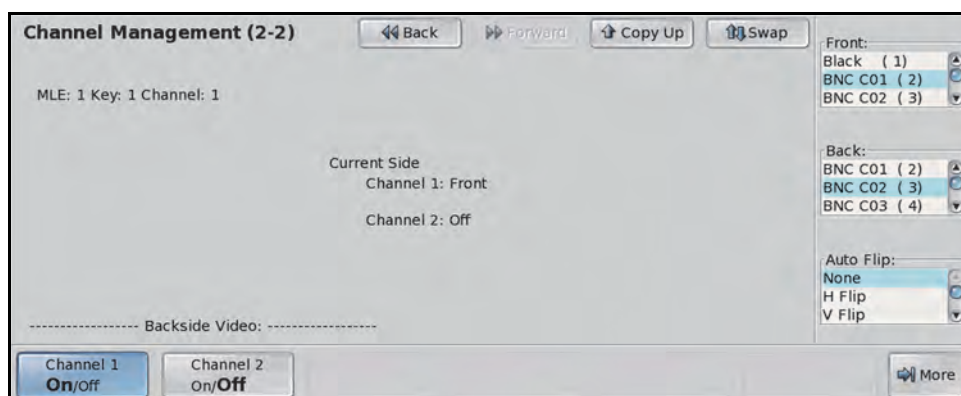 Channel Management (2-2)
Back
Forward
Copy Up
Swap
MLE: 1 Key: 1 Channel: 1
Current Side
Channel 1: Front
Channel 2: Off
------------------ Backside Video: ------------------
Front:
Black ( 1)
BNC C01 ( 2)
BNC C02 ( 3)
Back:
BNC C01 ( 2)
BNC C02 ( 3)
BNC C03 ( 4)
Auto Flip:
None
H Flip
V Flip
Channel 1
On/Off
Channel 2
On/Off
More